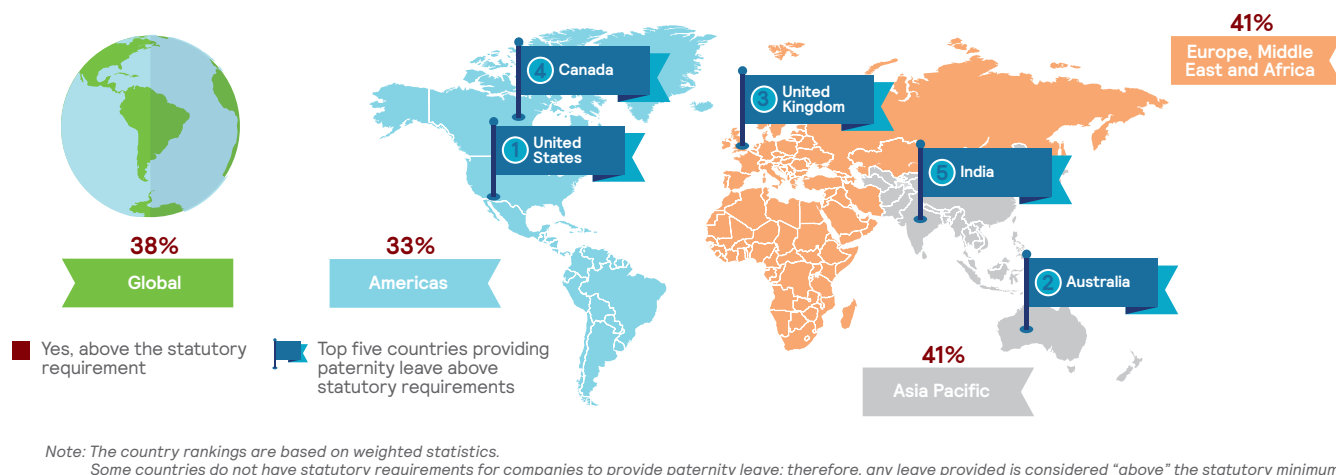 41%
Europe, Middle
East and Africa
4 Canada
3 United
Kingdom
1 United
States
5 India
38%
Global
33%
Americas
2 Australia
Yes, above the statutory
requirement
Top five countries providing
paternity leave above
statutory requirements
41%
Asia Pacific
Note: The country rankings are based on weighted statistics.
Some countries do not have statutory requirements for companies to provide paternity leave; therefore, any leave provided is considered “above” the statutory minimum